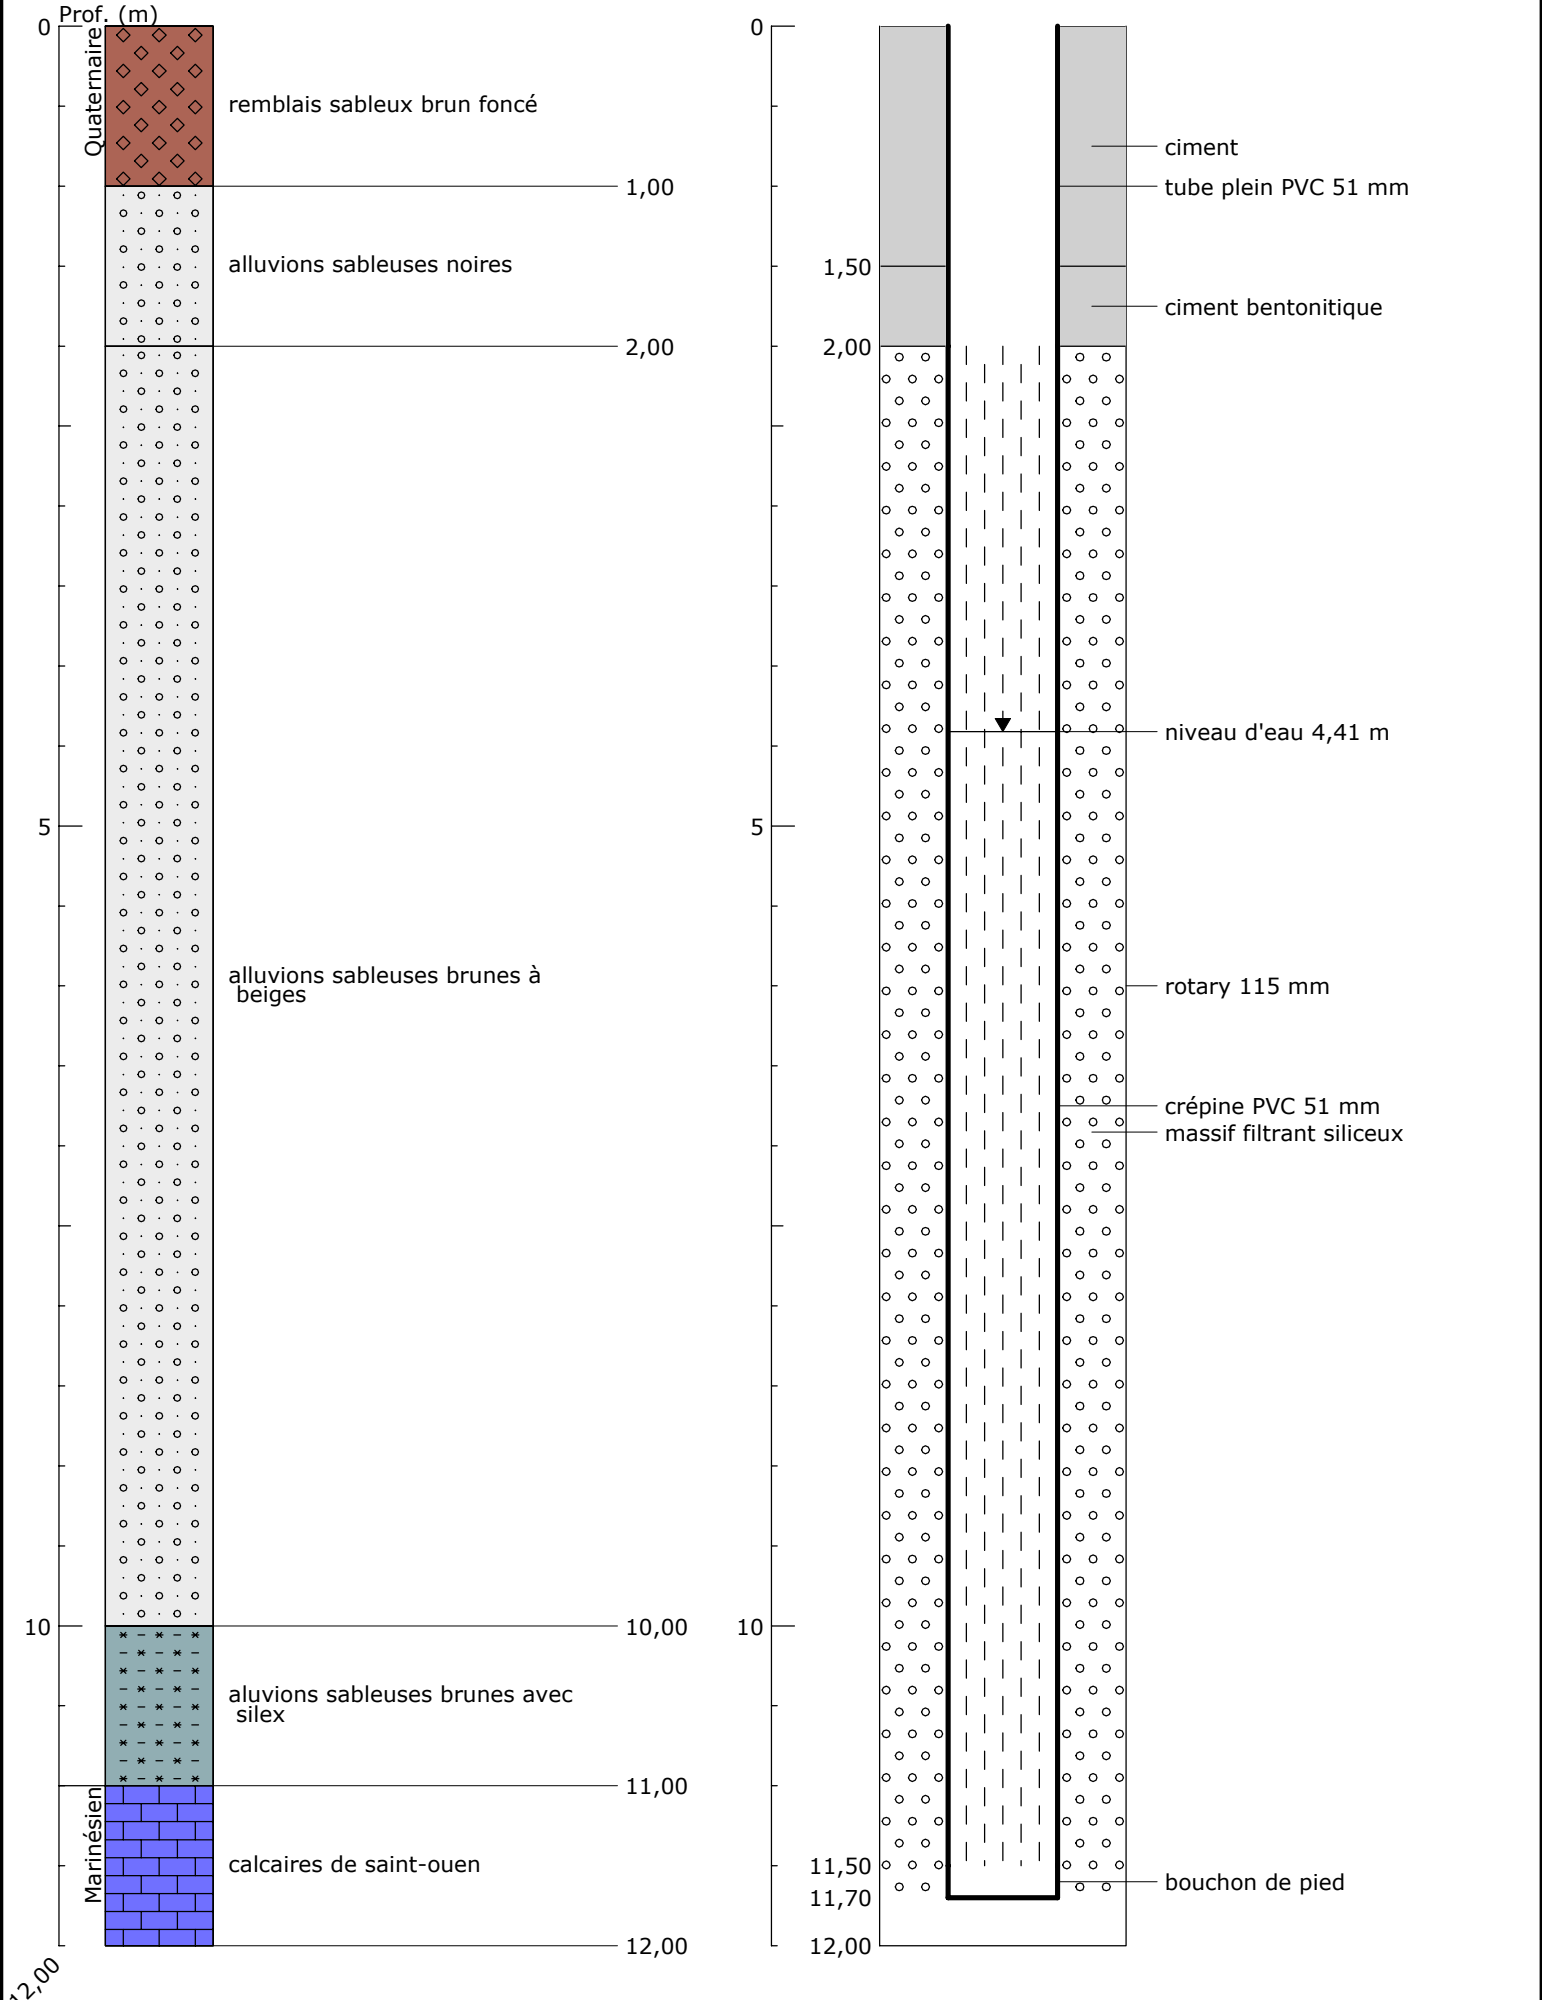 Prof. (m)
0
Quaternaire
remblais sableux brun foncé
1,00
alluvions sableuses noires
2,00
5
alluvions sableuses brunes à
beiges
10
10,00
aluvions sableuses brunes avec
silex
11,00
Marinésien
calcaires de saint-ouen
12,00
12,00
0
ciment
tube plein PVC 51 mm
1,50
ciment bentonitique
2,00
niveau d'eau 4,41 m
5
rotary 115 mm
crépine PVC 51 mm
massif filtrant siliceux
10
11,50
bouchon de pied
11,70
12,00